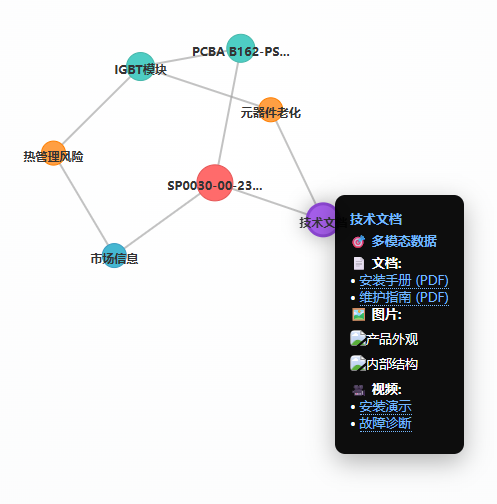 PCBA B162-PS...
IGBT模块
元器件老化
热管理风险
SP0030-00-23...
技术文档
市场信息
技术文档
🎯 多模态数据
📄 文档:
• 安装手册 (PDF)
• 维护指南 (PDF)
🖼️ 图片:
产品外观
内部结构
🎥 视频:
• 安装演示
• 故障诊断